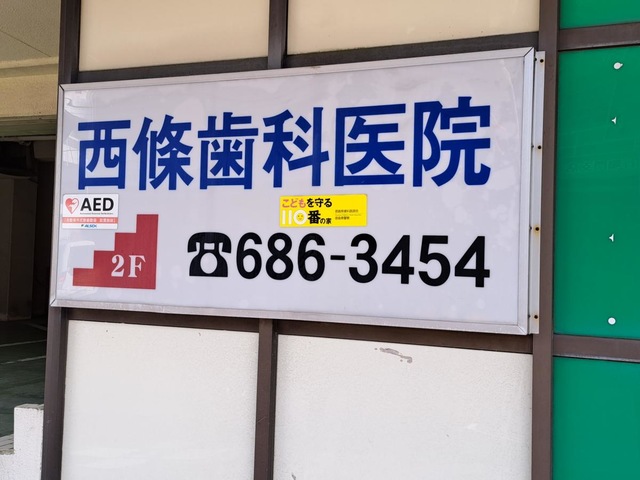 西條歯科医院
AED
こどもを守る
110番の家
2F
☎686-3454